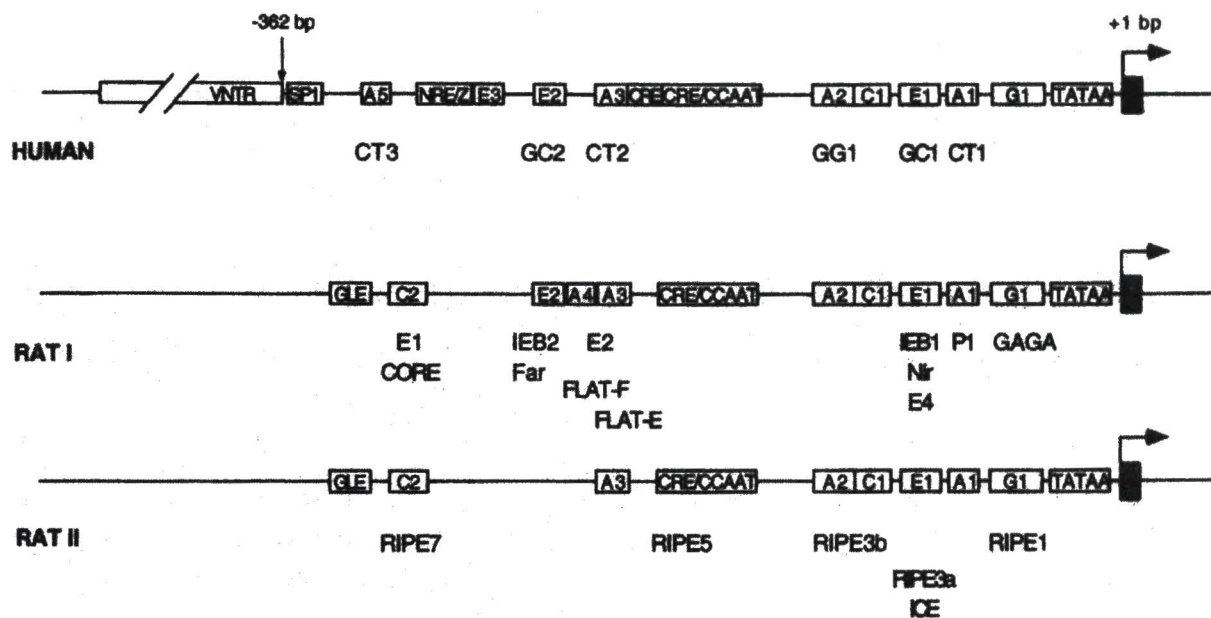 -362 bp
+1 bp
VNTR SP1 A5 NRE/Z E3 E2 A3 CRE CRE/CCAAT A2 C1 E1 A1 G1 TATAA
HUMAN
CT3 GC2 CT2 GG1 GC1 CT1
GLE C2 E2 A4 A3 CRE/CCAAT A2 C1 E1 A1 G1 TATAA
RAT I
E1 IEB2 E2 IEB1 P1 GAGA
CORE Far Nir
FLAT-F E4
FLAT-E
GLE C2 A3 CRE/CCAAT A2 C1 E1 A1 G1 TATAA
RAT II
RIPE7 RIPE5 RIPE3b RIPE1
RIPE3a
ICE